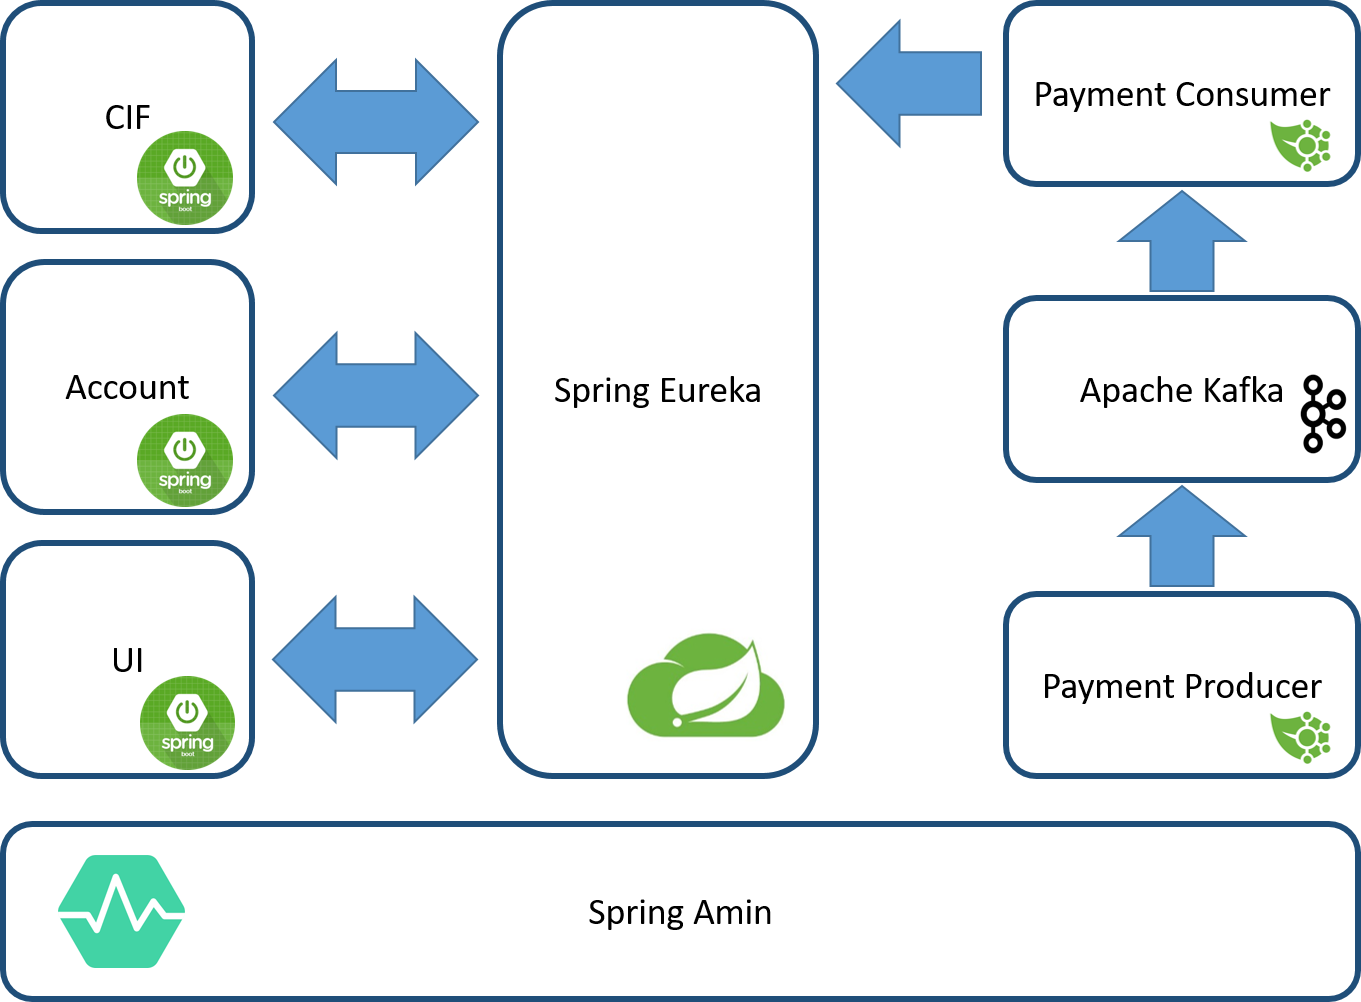 CIF
spring
boot
Account
spring
boot
UI
spring
boot
Spring Eureka
Payment Consumer
Apache Kafka
Payment Producer
Spring Amin